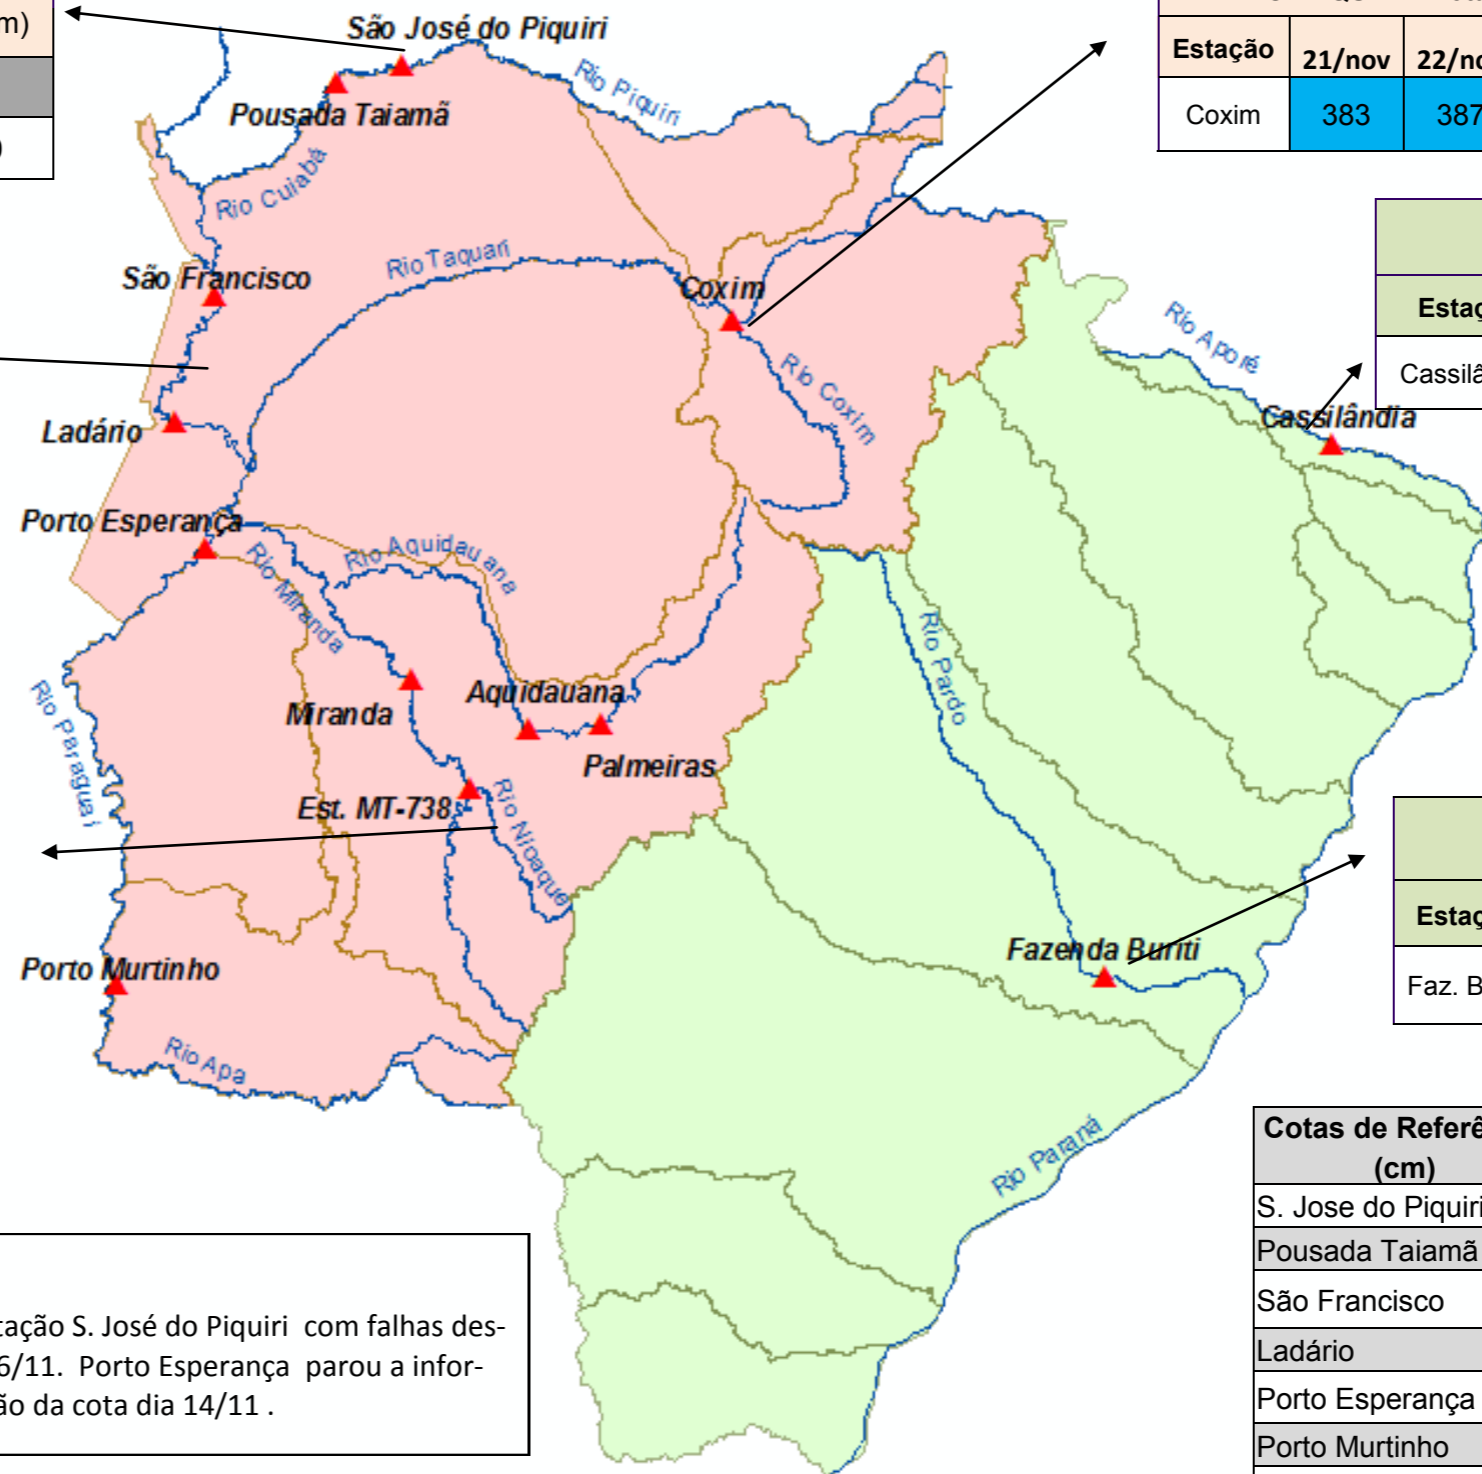 m)
)
São José do Piquiri
Pousada Taiamã
Rio Piquiri
Rio Cuiabá
São Francisco
Rio Taquari
Coxim
Rio Coxim
Ladário
Porto Esperança
Rio Miranda
Rio Aquidauana
Rio Paraguai
Miranda
Aquidauana
Palmeiras
Est. MT-738
Rio Nioaque
Porto Murtinho
Rio Apa
Rio Aporé
Cassilândia
Rio Pardo
Fazenda Buriti
Rio Paraná
Estação 21/nov 22/no
Coxim 383 387
Estaç
Cassilâ
Estaç
Faz. B
Cotas de Referê
(cm)
S. Jose do Piquiri
Pousada Taiamã
São Francisco
Ladário
Porto Esperança
Porto Murtinho
tação S. José do Piquiri com falhas des-
6/11. Porto Esperança parou a infor-
ão da cota dia 14/11 .